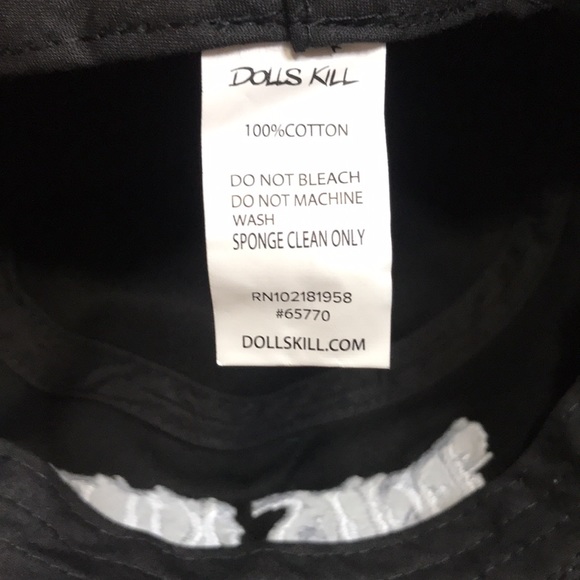 DOLLS KILL
100%COTTON
DO NOT BLEACH
DO NOT MACHINE
WASH
SPONGE CLEAN ONLY
RN102181958
#65770
DOLLSKILL.COM